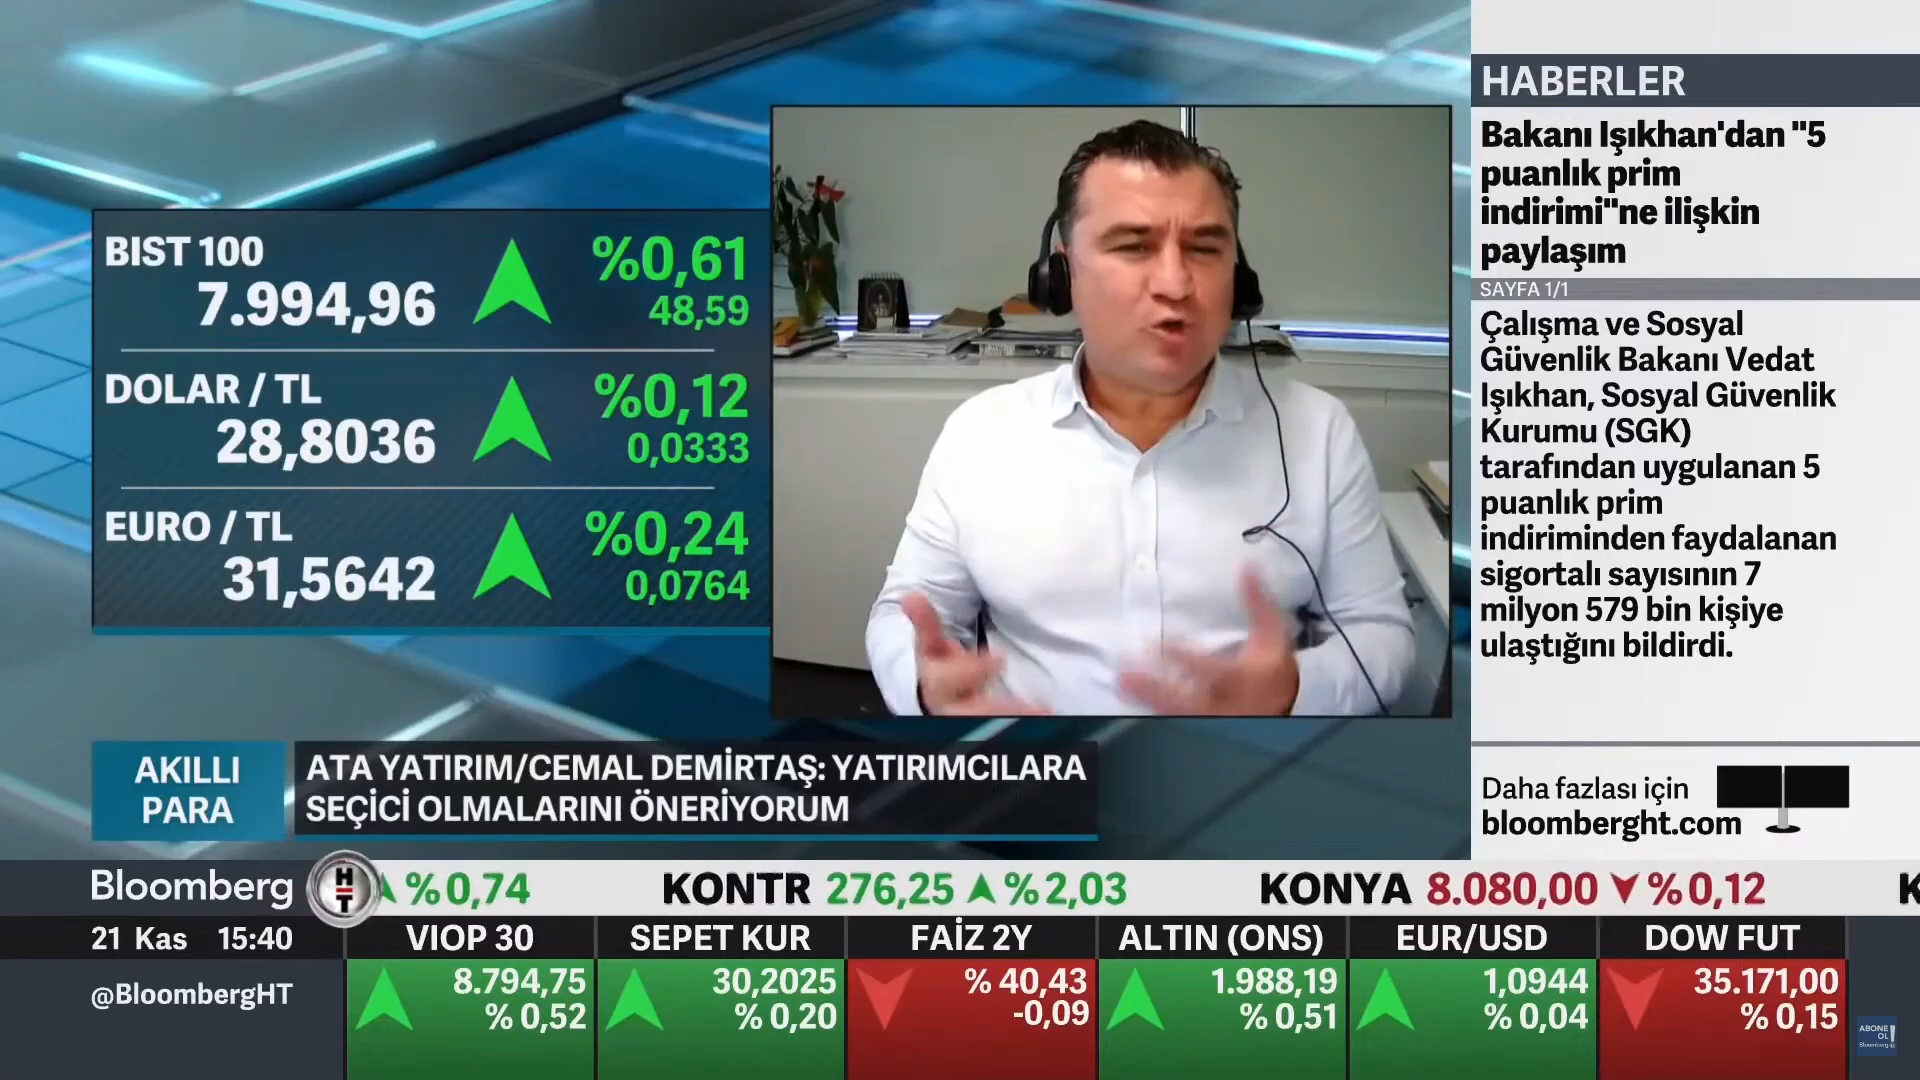 BIST 100
7.994,96
%0,61
48,59
DOLAR / TL
28,8036
%0,12
0,0333
EURO / TL
31,5642
%0,24
0,0764
HABERLER
Bakanı Işıkhan'dan "5
puanlık prim
indirimi"ne ilişkin
paylaşım
SAYFA 1/1
Çalışma ve Sosyal
Güvenlik Bakanı Vedat
Işıkhan, Sosyal Güvenlik
Kurumu (SGK)
tarafından uygulanan 5
puanlık prim
indiriminden faydalanan
sigortalı sayısının 7
milyon 579 bin kişiye
ulaştığını bildirdi.
Daha fazlası için
bloomberght.com
AKILLI
PARA
ATA YATIRIM/CEMAL DEMİRTAŞ: YATIRIMCILARA
SEÇİCİ OLMALARINI ÖNERİYORUM
Bloomberg HT
%0,74 KONTR 276,25 %2,03 KONYA 8.080,00 %0,12 K
21 Kas 15:40
@BloombergHT
VIOP 30
8.794,75
% 0,52
SEPET KUR
30,2025
% 0,20
FAİZ 2Y
% 40,43
-0,09
ALTIN (ONS)
1.988,19
% 0,51
EUR/USD
1,0944
% 0,04
DOW FUT
35.171,00
% 0,15
ABONE
OL!
Bloomberg